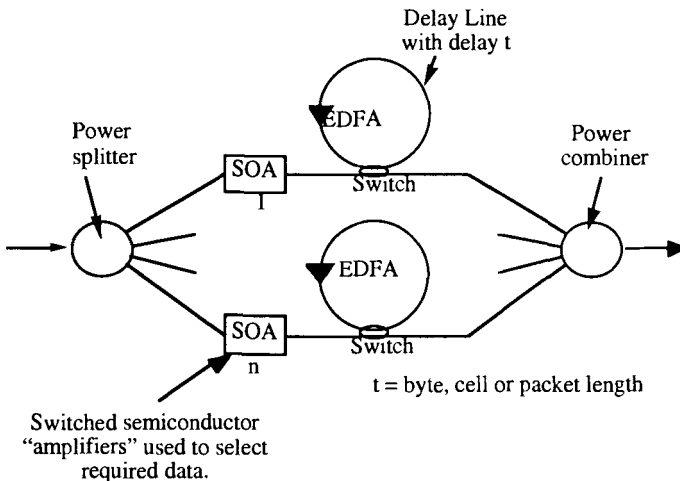 Delay Line
with delay t
EDFA
Power
splitter
Power
combiner
SOA
1
Switch
EDFA
SOA
n
Switch
t = byte, cell or packet length
Switched semiconductor
“amplifiers” used to select
required data.